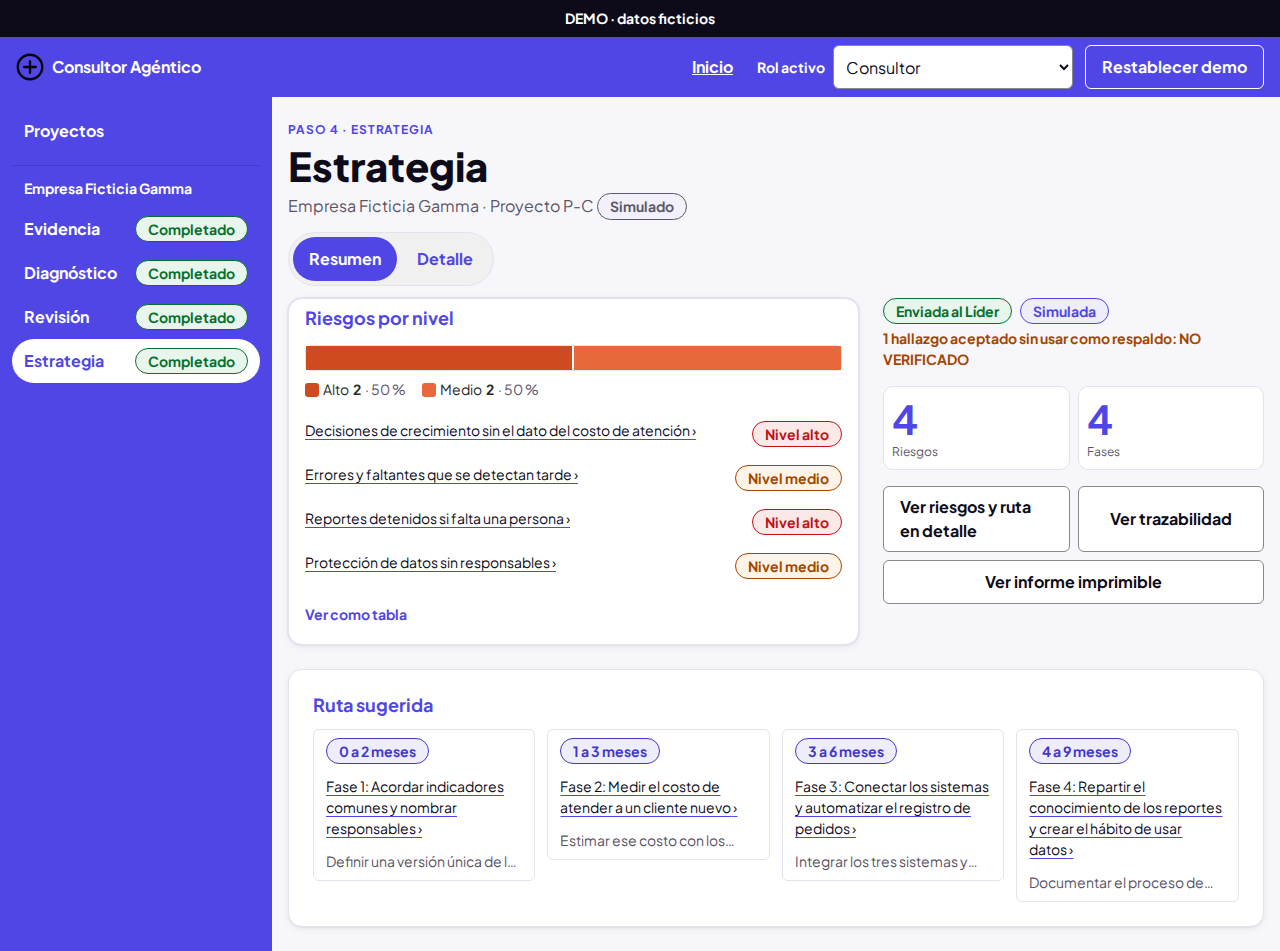 DEMO · datos ficticios
Consultor Agéntico
Inicio
Rol activo
Consultor
Restablecer demo
Proyectos
Empresa Ficticia Gamma
Evidencia Completado
Diagnóstico Completado
Revisión Completado
Estrategia Completado
PASO 4 · ESTRATEGIA
Estrategia
Empresa Ficticia Gamma · Proyecto P-C Simulado
Resumen Detalle
Riesgos por nivel
Alto 2 · 50 % Medio 2 · 50 %
Decisiones de crecimiento sin el dato del costo de atención › Nivel alto
Errores y faltantes que se detectan tarde › Nivel medio
Reportes detenidos si falta una persona › Nivel alto
Protección de datos sin responsables › Nivel medio
Ver como tabla
Enviada al Líder Simulada
1 hallazgo aceptado sin usar como respaldo: NO
VERIFICADO
4
Riesgos
4
Fases
Ver riesgos y ruta
en detalle
Ver trazabilidad
Ver informe imprimible
Ruta sugerida
0 a 2 meses
Fase 1: Acordar indicadores
comunes y nombrar
responsables ›
Definir una versión única de l…
1 a 3 meses
Fase 2: Medir el costo de
atender a un cliente nuevo ›
Estimar ese costo con los…
3 a 6 meses
Fase 3: Conectar los sistemas
y automatizar el registro de
pedidos ›
Integrar los tres sistemas y…
4 a 9 meses
Fase 4: Repartir el
conocimiento de los reportes
y crear el hábito de usar
datos ›
Documentar el proceso de…